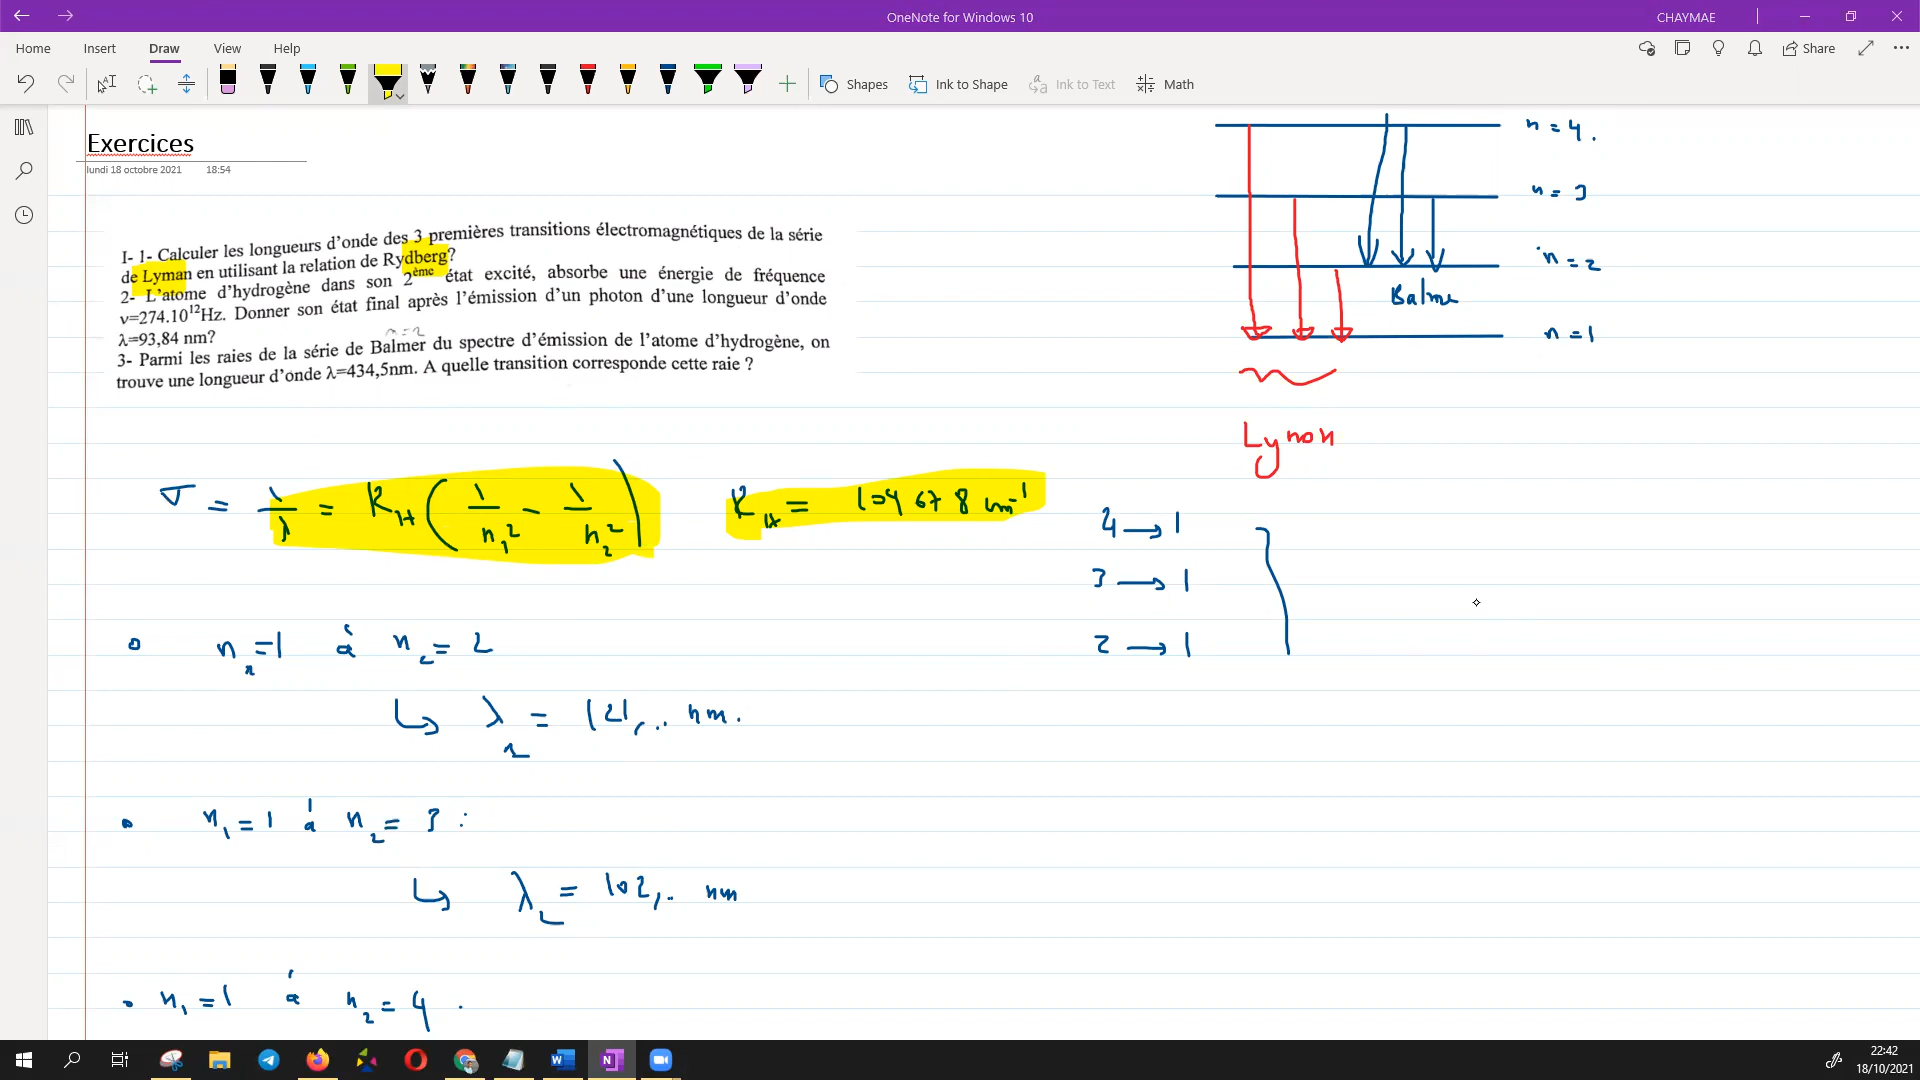 OneNote for Windows 10
CHAYMAE
Home Insert Draw View Help
Share
Shapes Ink to Shape Ink to Text Math
Exercices
lundi 18 octobre 2021 18:54
I- 1- Calculer les longueurs d'onde des 3 premières transitions électromagnétiques de la série
de Lyman en utilisant la relation de Rydberg?
2- L'atome d'hydrogène dans son 2ème état excité, absorbe une énergie de fréquence
ν=274.10¹²Hz. Donner son état final après l'émission d'un photon d'une longueur d'onde
λ=93,84 nm?
n=2
3- Parmi les raies de la série de Balmer du spectre d'émission de l'atome d'hydrogène, on
trouve une longueur d'onde λ=434,5nm. A quelle transition corresponde cette raie ?
n = 4 .
n = 3
n = 2
Balme
n = 1
Lyman
σ = 1/λ = R_H ( 1/n₁² - 1/n₂² ) R_H = 109 678 cm⁻¹
4 → 1
3 → 1
2 → 1
n₁ = 1 à n₂ = 2
↳ λ₁ = 121, .. nm.
n₁ = 1 à n₂ = 3 :
↳ λ₂ = 102, .. nm
n₁ = 1 à n₂ = 4 .
22:42
18/10/2021